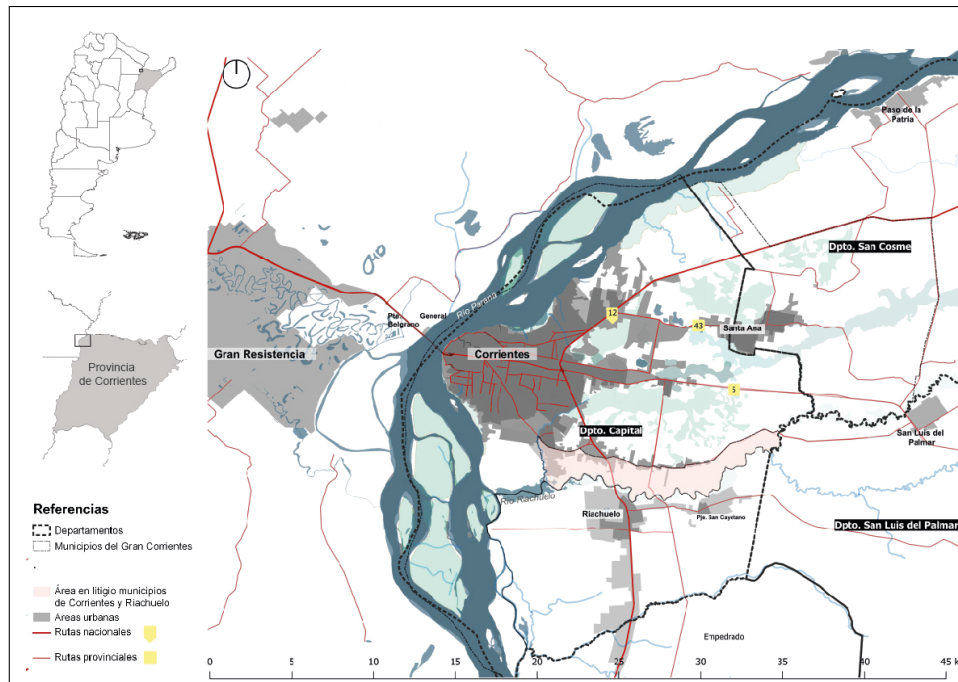 Provincia
de Corrientes
Referencias
Departamentos
Municipios del Gran Corrientes
Área en litigio municipios
de Corrientes y Riachuelo
Areas urbanas
Rutas nacionales
Rutas provinciales
Paso de la
Patria
Dpto. San Cosme
Río Paraná
12
43
Santa Ana
Pte. General
Belgrano
Gran Resistencia
Corrientes
5
Dpto. Capital
San Luis del
Palmar
Río Riachuelo
Riachuelo
Pje. San Cayetano
Dpto. San Luis del Palmar
Empedrado
0 5 10 15 20 25 30 35 40 45 k